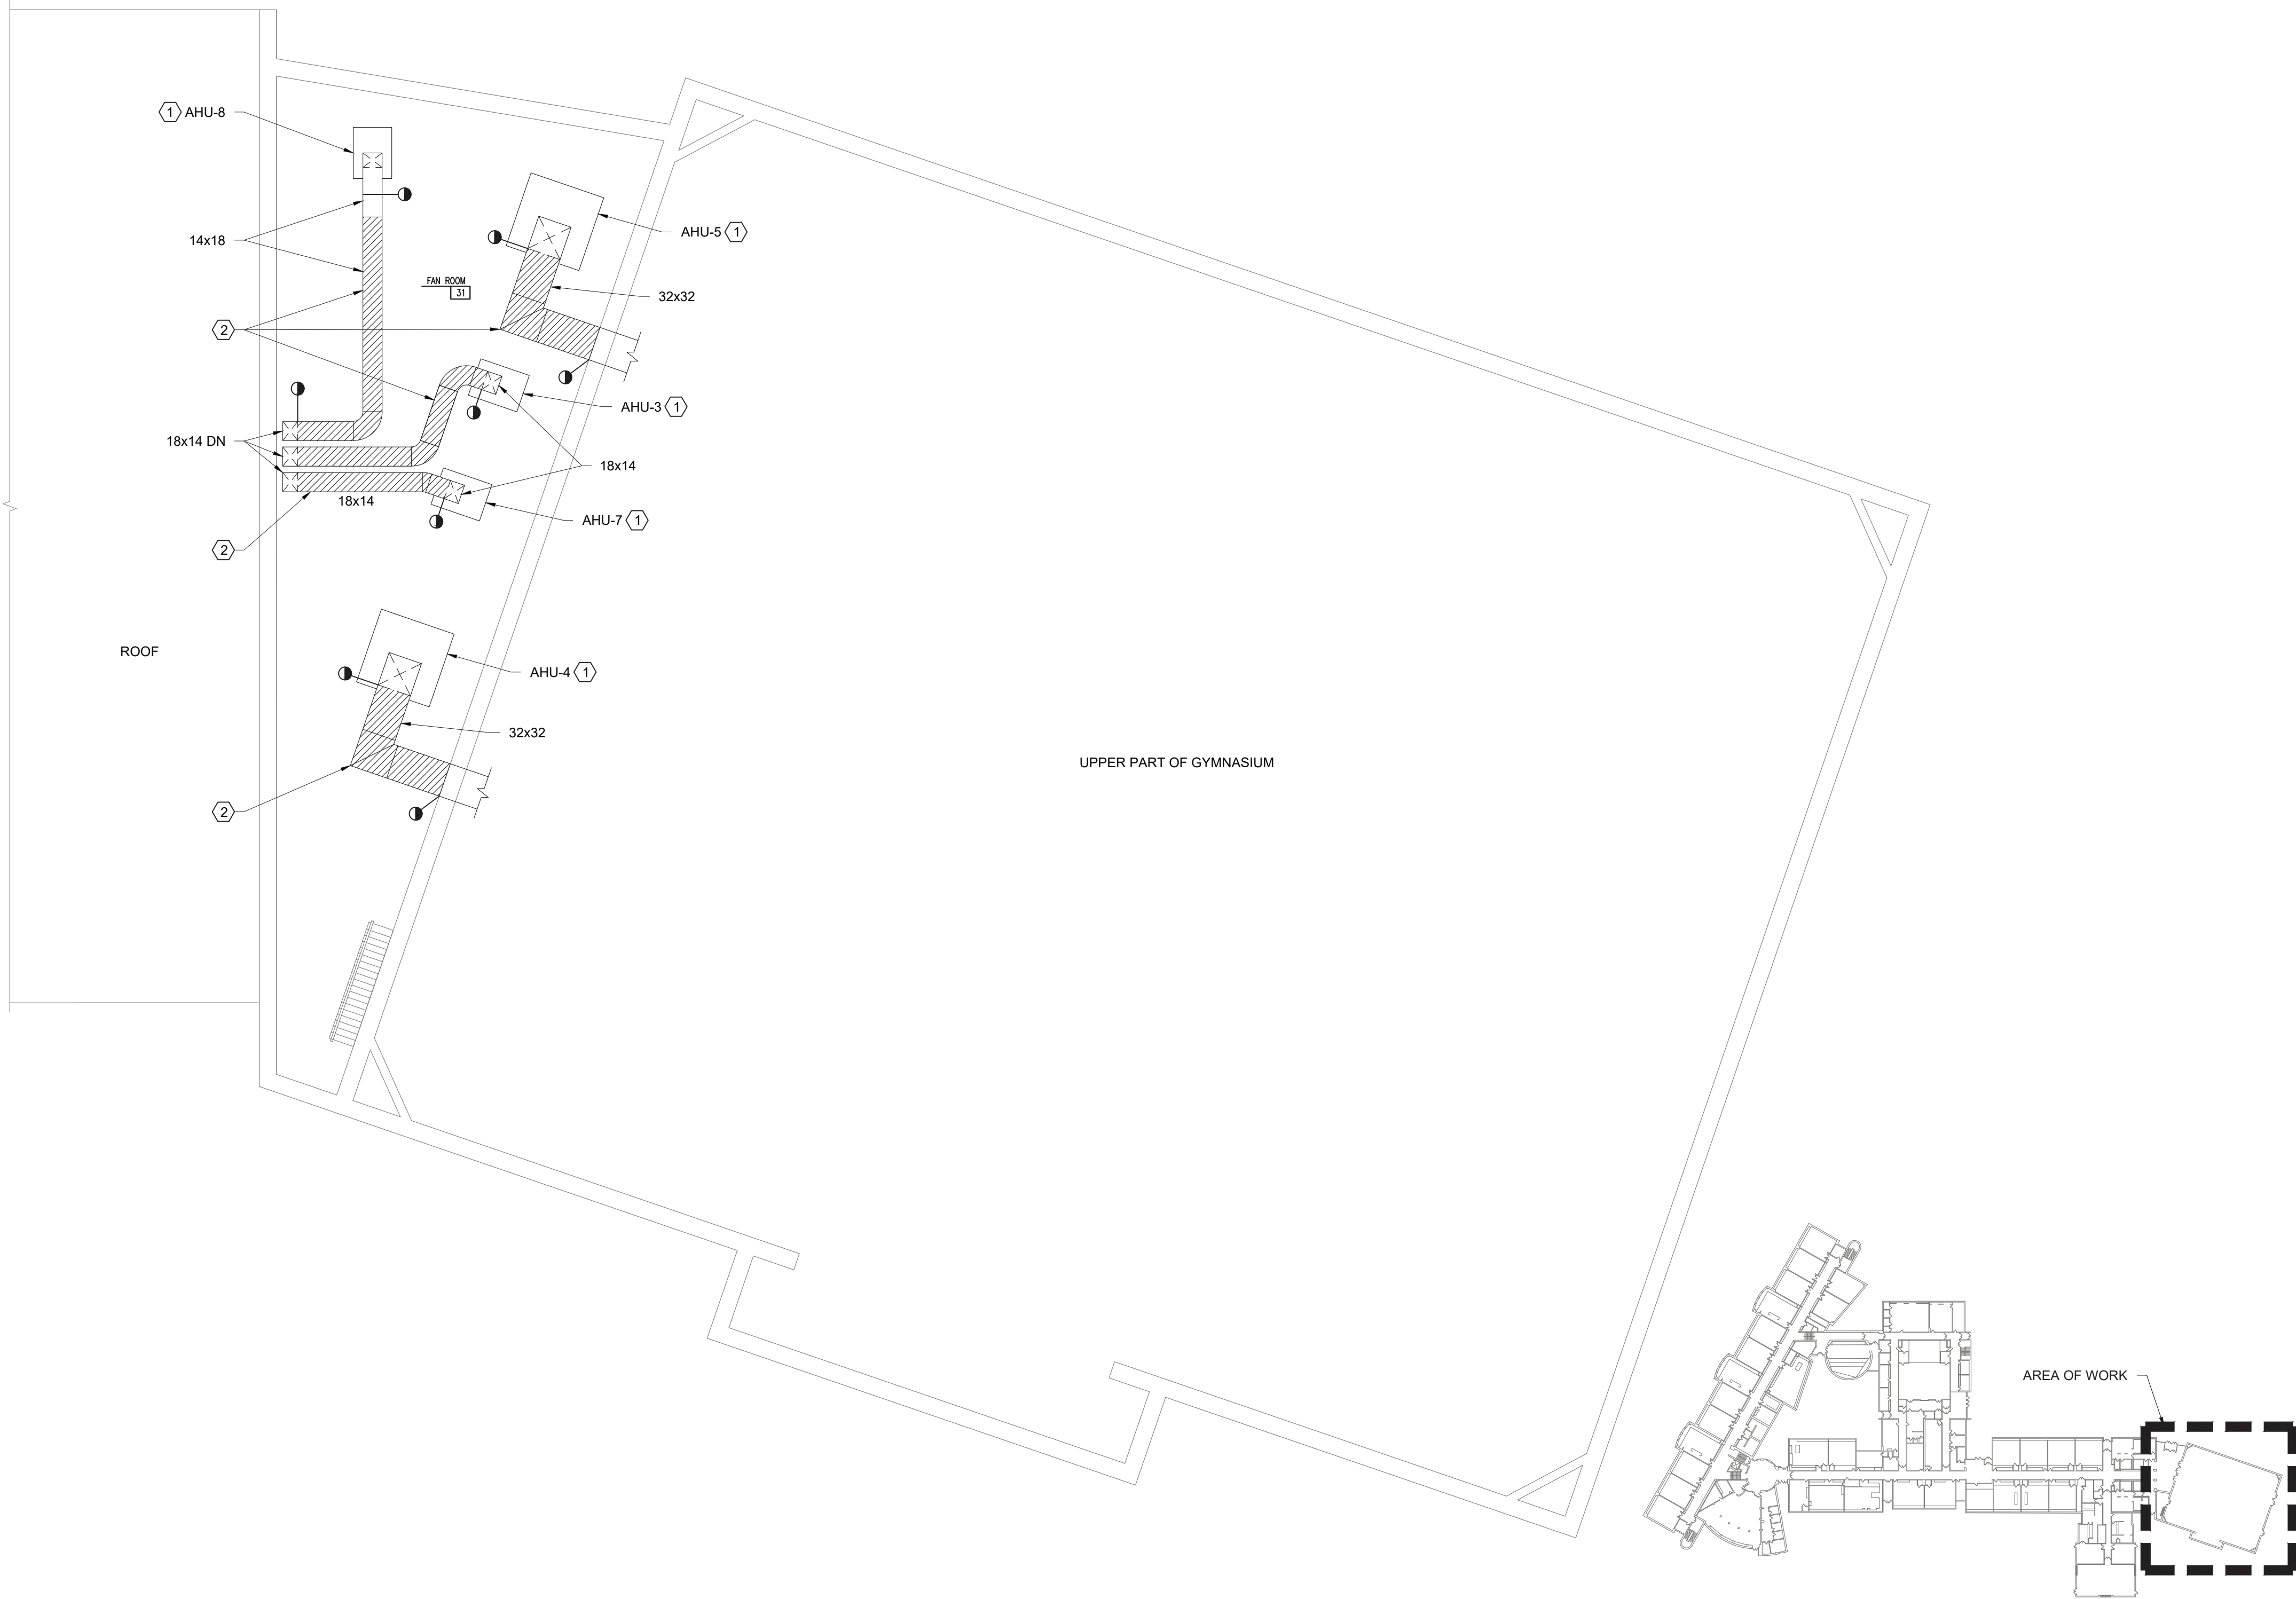 1 AHU-8
14x18
AHU-5 1
FAN ROOM
31
32x32
2
AHU-3 1
18x14 DN
18x14
18x14
AHU-7 1
2
ROOF
AHU-4 1
32x32
UPPER PART OF GYMNASIUM
2
AREA OF WORK